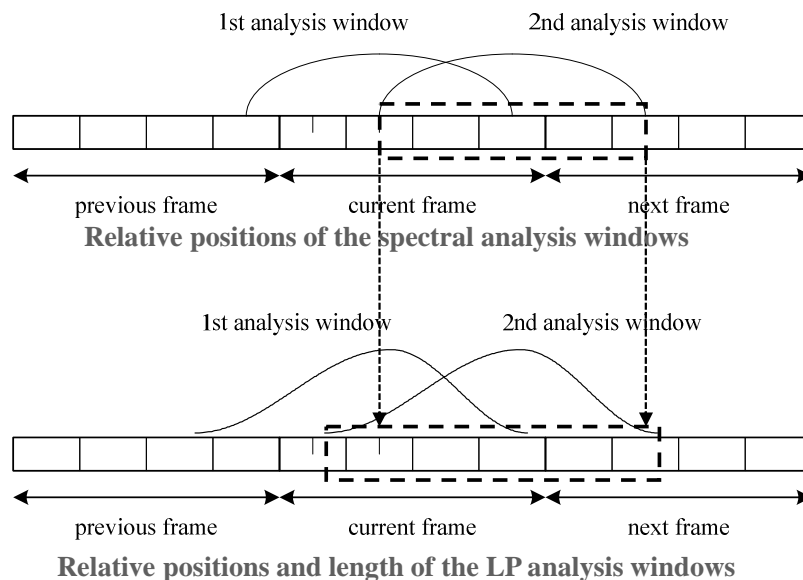 1st analysis window 2nd analysis window
previous frame current frame next frame
Relative positions of the spectral analysis windows
1st analysis window 2nd analysis window
previous frame current frame next frame
Relative positions and length of the LP analysis windows